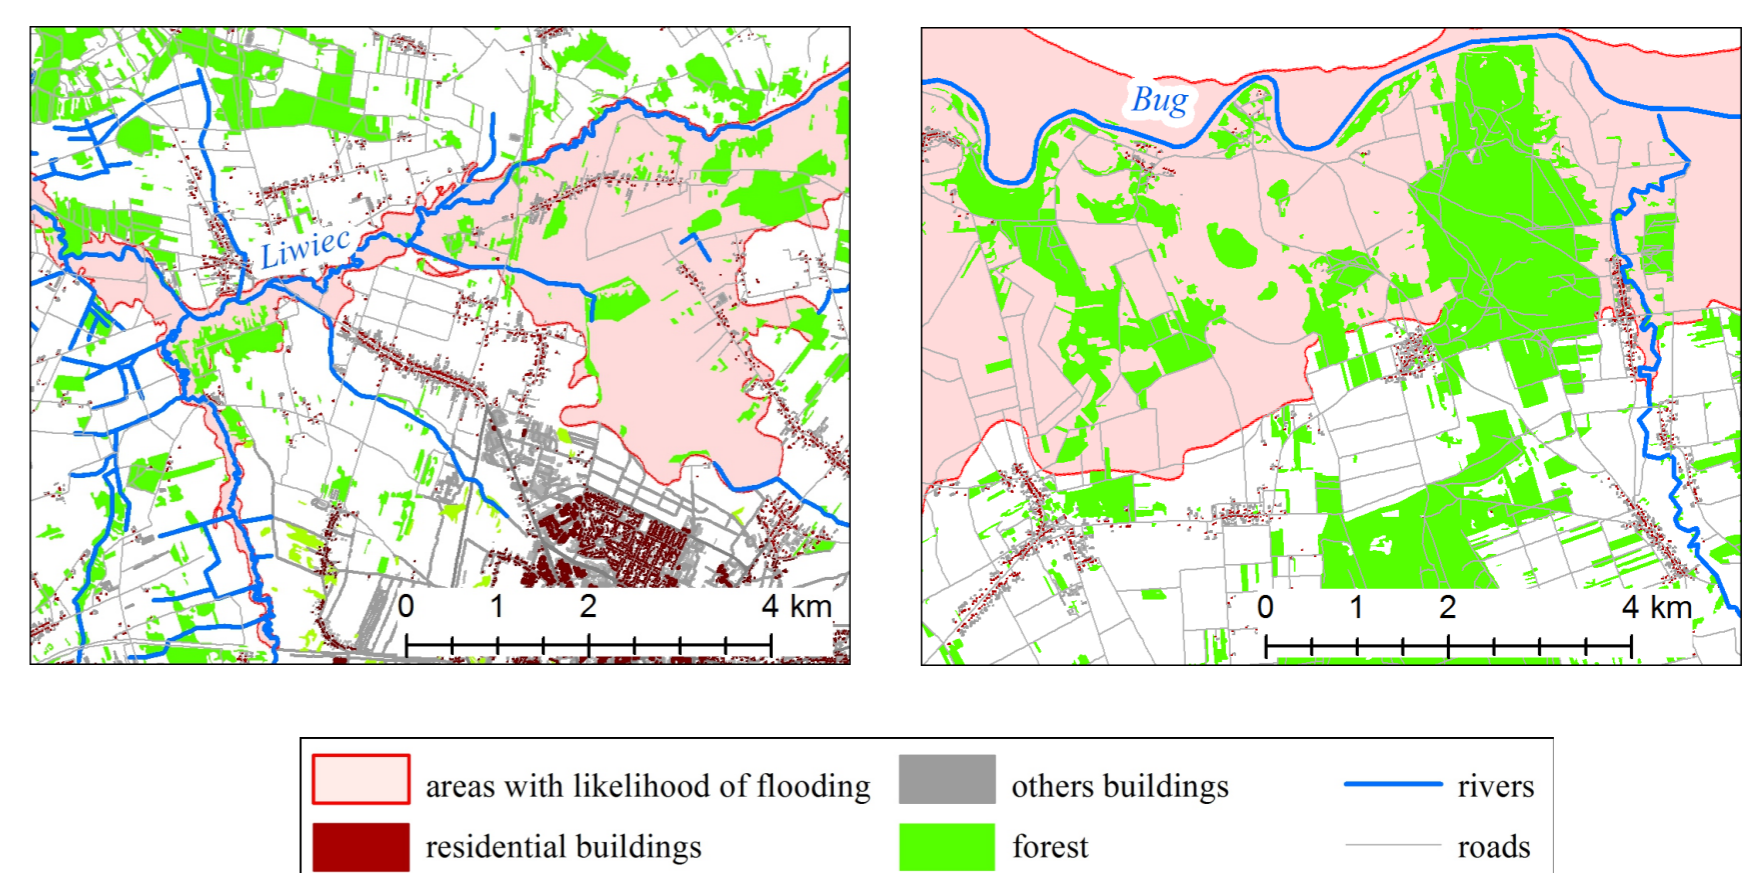 Liwiec
0 1 2 4 km
Bug
0 1 2 4 km
areas with likelihood of flooding
others buildings
rivers
residential buildings
forest
roads